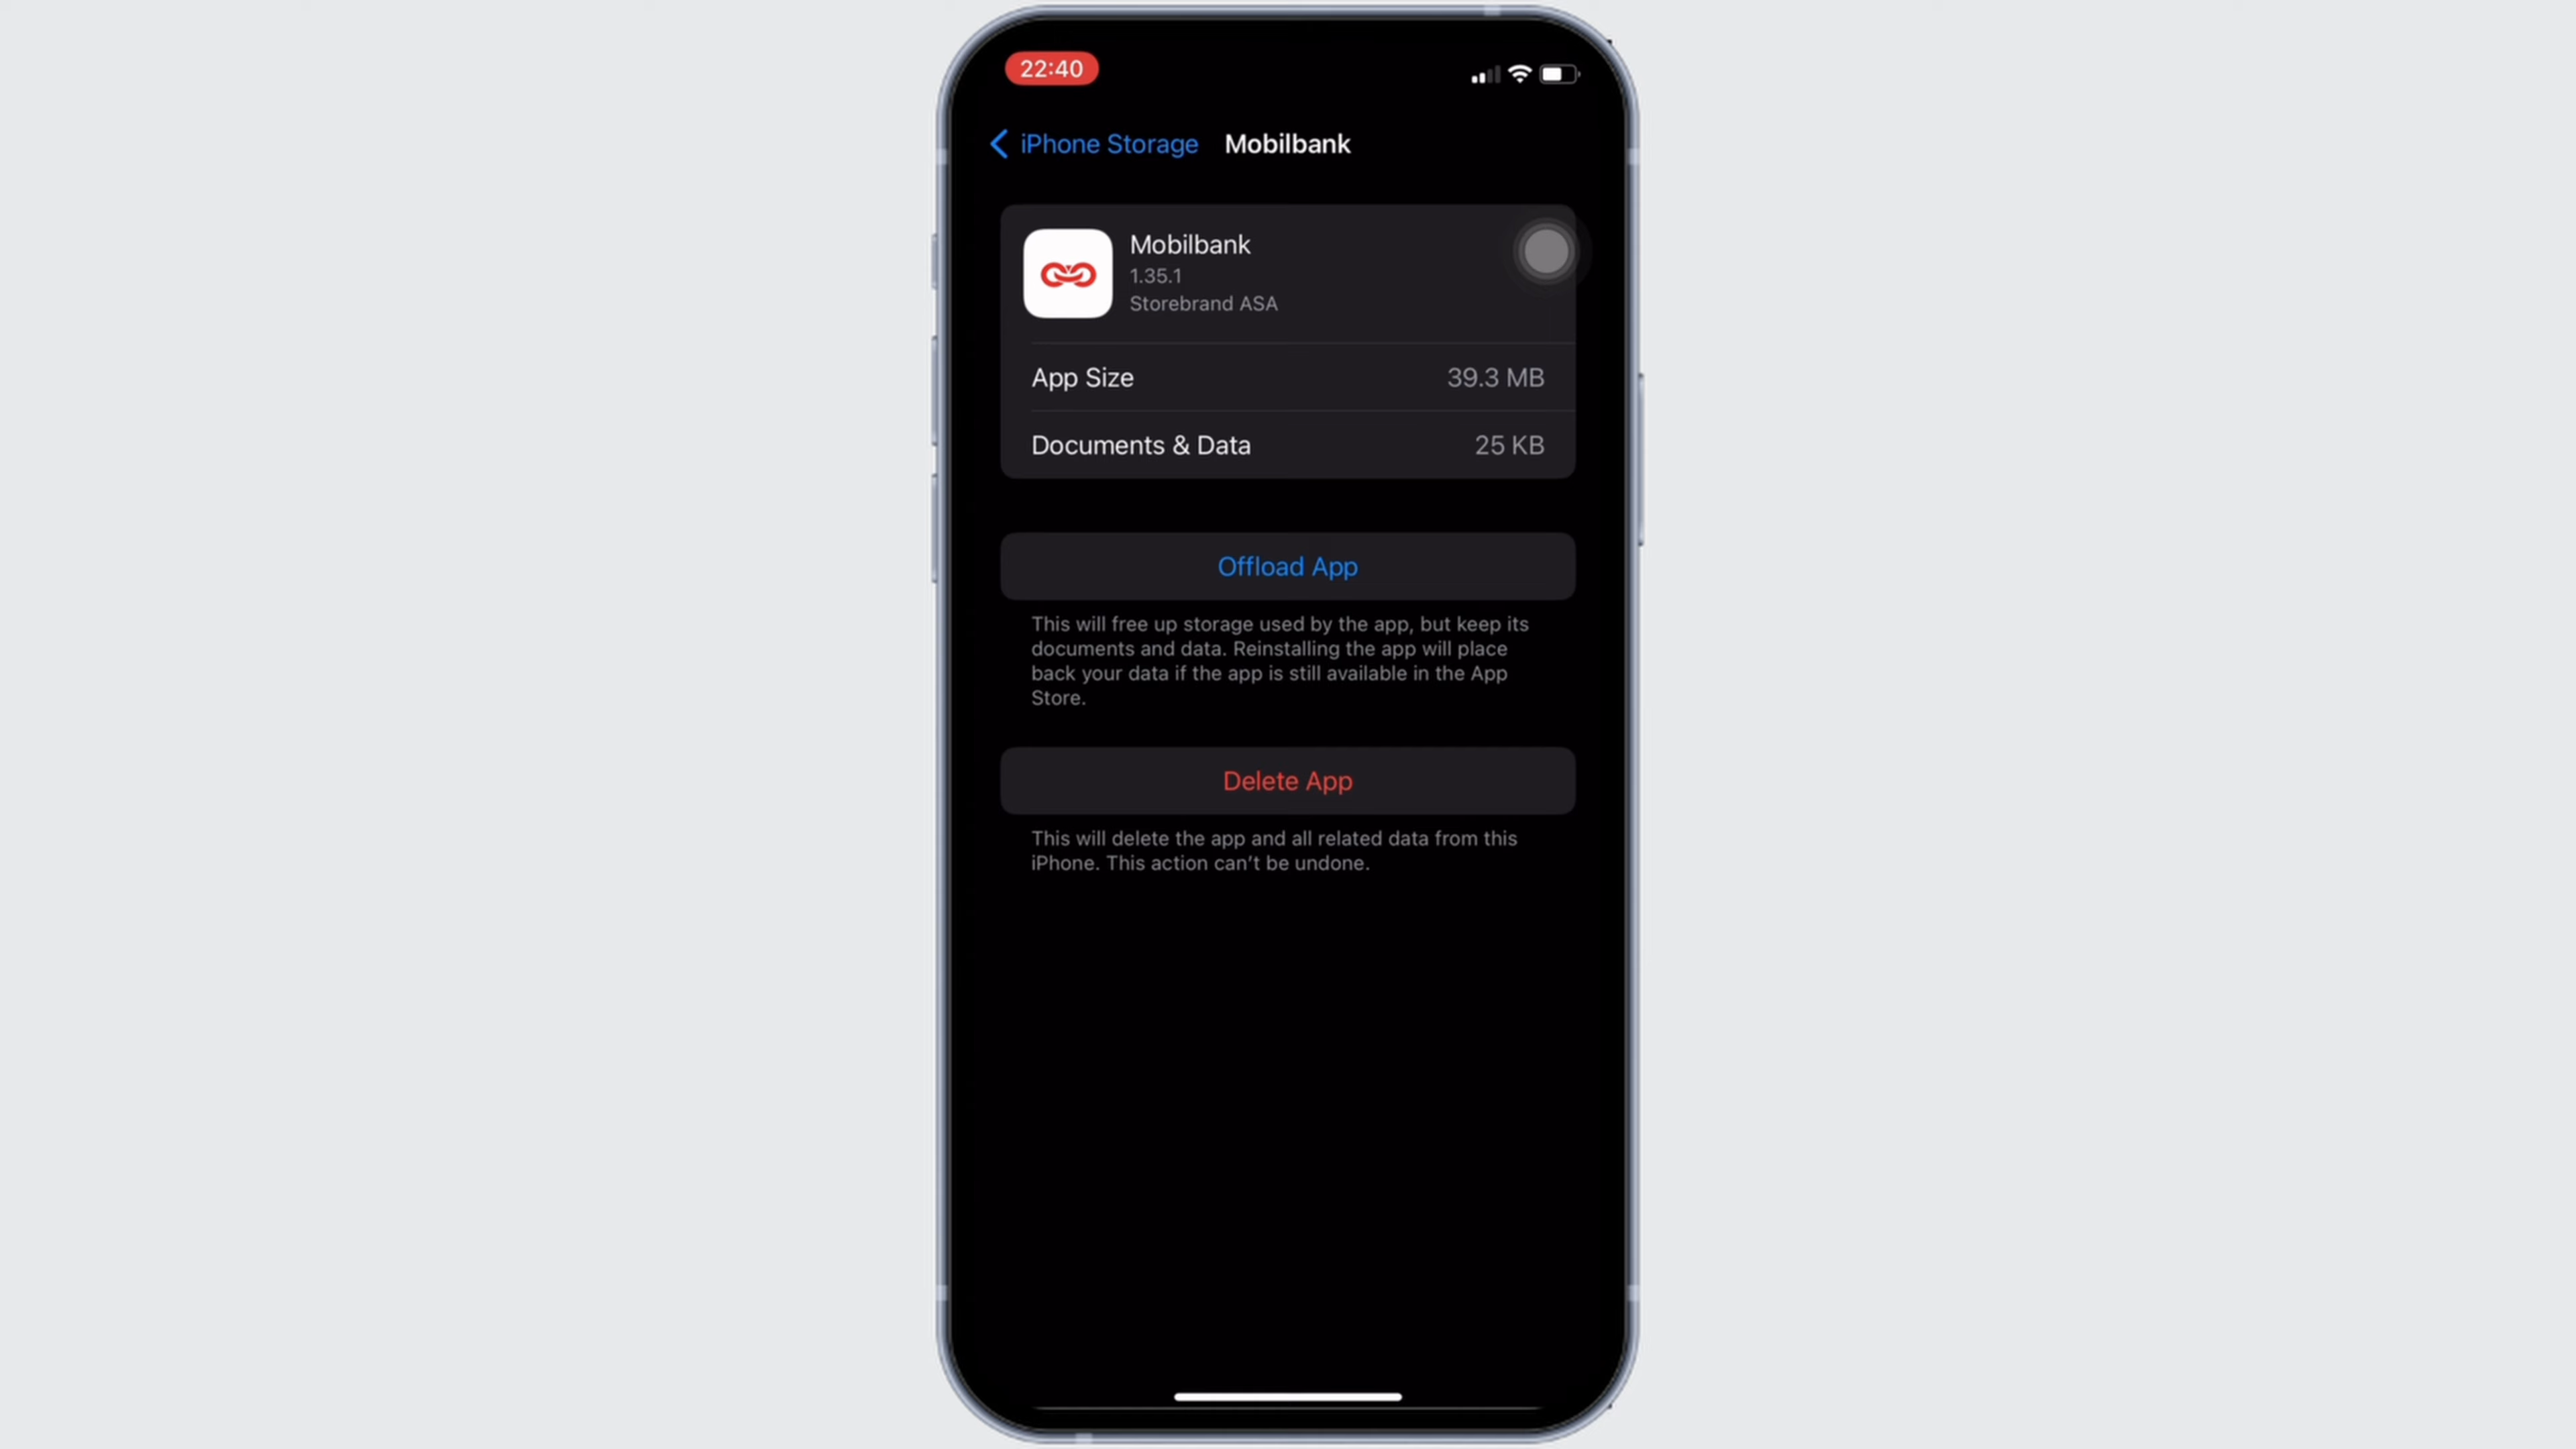 22:40
iPhone Storage Mobilbank
Mobilbank
1.35.1
Storebrand ASA
App Size 39.3 MB
Documents & Data 25 KB
Offload App
This will free up storage used by the app, but keep its
documents and data. Reinstalling the app will place
back your data if the app is still available in the App
Store.
Delete App
This will delete the app and all related data from this
iPhone. This action can’t be undone.